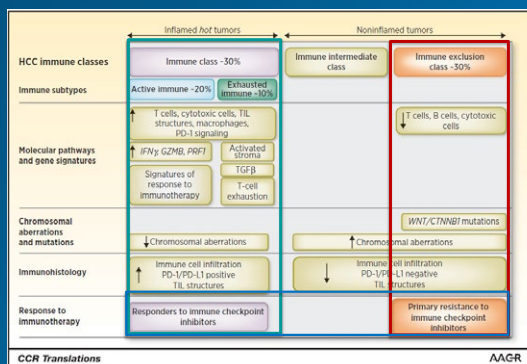 Inflamed hot tumors
Noninflamed tumors
HCC immune classes
Immune class ~30%
Immune intermediate
class
Immune exclusion
class ~30%
Immune subtypes
Active immune ~20%
Exhausted
immune ~10%
Molecular pathways
and gene signatures
↑ T cells, cytotoxic cells, TIL
structures, macrophages,
PD-1 signaling
↓ T cells, B cells, cytotoxic
cells
↑ IFNγ, GZMB, PRF1
Activated
stroma
Signatures of
response to
immunotherapy
TGFβ
T-cell
exhaustion
Chromosomal
aberrations
and mutations
WNT/CTNNB1 mutations
↓ Chromosomal aberrations
↑ Chromosomal aberrations
Immunohistology
↑ Immune cell infiltration
PD-1/PD-L1 positive
TIL structures
↓ Immune cell infiltration
PD-1/PD-L1 negative
TIL structures
Response to
immunotherapy
Responders to immune checkpoint
inhibitors
Primary resistance to
immune checkpoint
inhibitors
CCR Translations
AACR